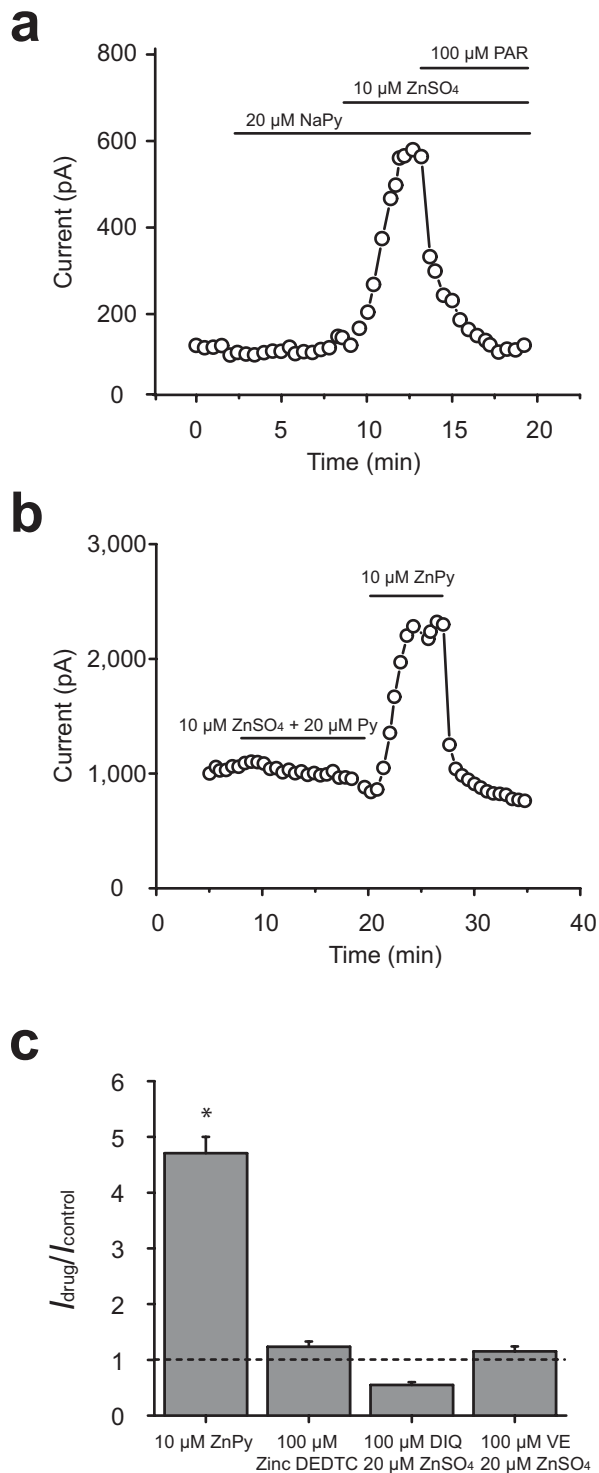 a
800
600
400
200
0
Current (pA)
100 µM PAR
10 µM ZnSO4
20 µM NaPy
0 5 10 15 20
Time (min)
b
3,000
2,000
1,000
0
Current (pA)
10 µM ZnPy
10 µM ZnSO4 + 20 µM Py
0 10 20 30 40
Time (min)
c
6
5
4
3
2
1
0
Idrug/Icontrol
*
10 µM ZnPy
100 µM
Zinc DEDTC
100 µM DIQ
20 µM ZnSO4
100 µM VE
20 µM ZnSO4